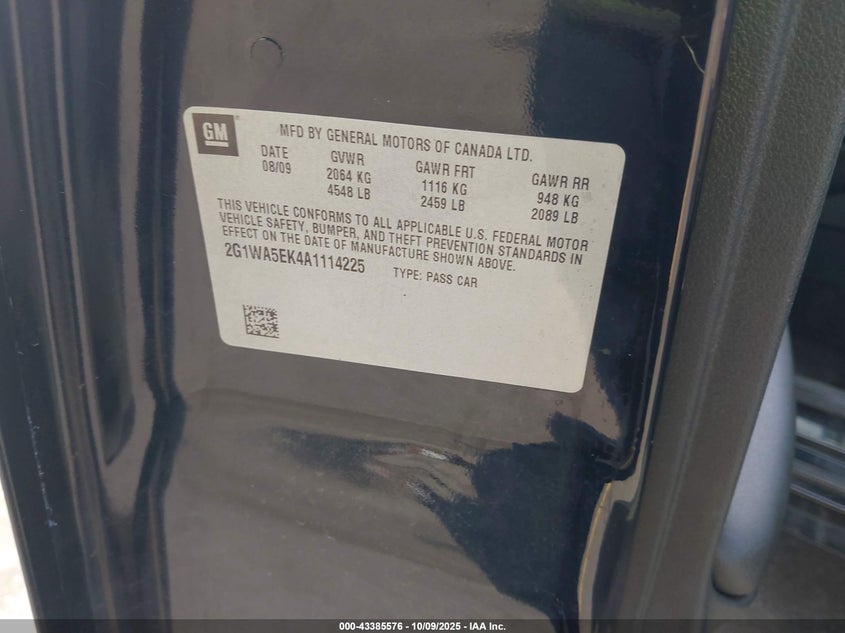 GM
MFD BY GENERAL MOTORS OF CANADA LTD.
DATE GVWR GAWR FRT GAWR RR
08/09 2064 KG 1116 KG 948 KG
4548 LB 2459 LB 2089 LB
THIS VEHICLE CONFORMS TO ALL APPLICABLE U.S. FEDERAL MOTOR
VEHICLE SAFETY, BUMPER, AND THEFT PREVENTION STANDARDS IN
EFFECT ON THE DATE OF MANUFACTURE SHOWN ABOVE.
2G1WA5EK4A1114225 TYPE: PASS CAR
000-43385576 - 10/09/2025 - IAA Inc.